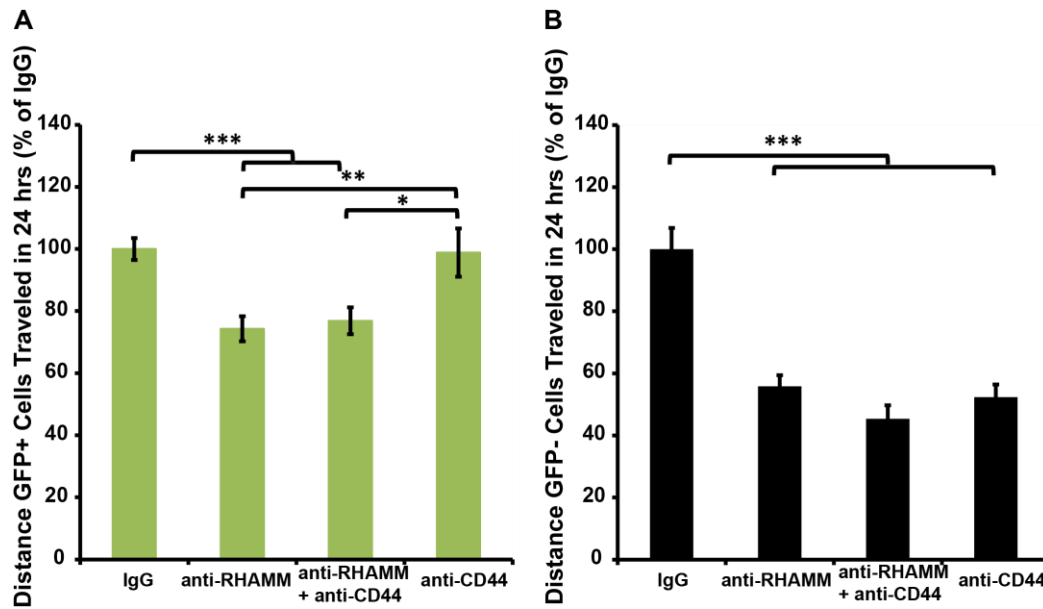 A
Distance GFP+ Cells Traveled in 24 hrs (% of IgG)
140
120
100
80
60
40
20
0
***
**
*
IgG
anti-RHAMM
anti-RHAMM
+ anti-CD44
anti-CD44
B
Distance GFP- Cells Traveled in 24 hrs (% of IgG)
140
120
100
80
60
40
20
0
***
IgG
anti-RHAMM
anti-RHAMM
+ anti-CD44
anti-CD44